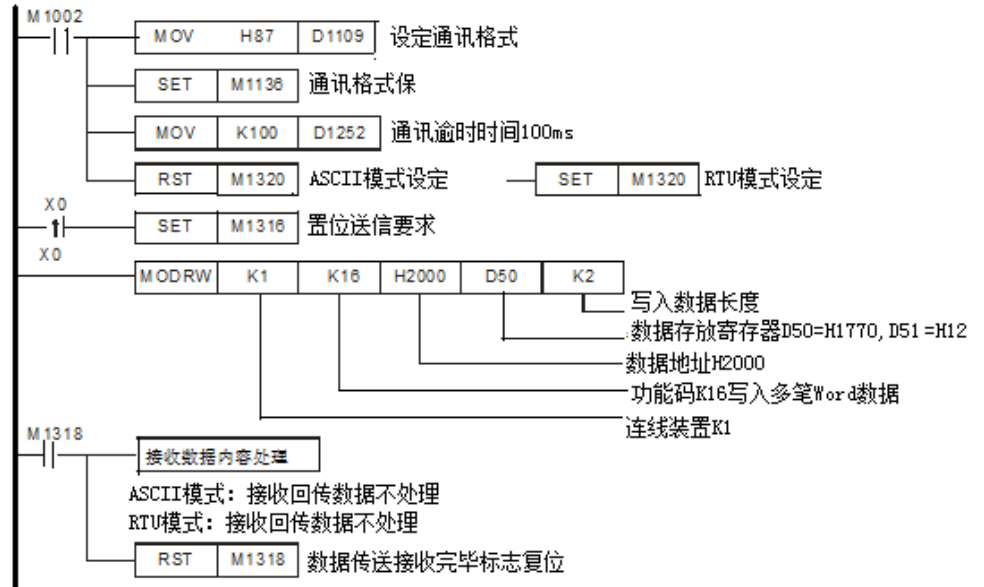 M1002
MOV H87 D1109 设定通讯格式
SET M1136 通讯格式保
MOV K100 D1252 通讯逾时时间100ms
RST M1320 ASCII模式设定 SET M1320 RTU模式设定
X0
SET M1316 置位送信要求
X0
MODRW K1 K16 H2000 D50 K2
写入数据长度
数据存放寄存器D50=H1770,D51=H12
数据地址H2000
功能码K16写入多笔Word数据
连线装置K1
M1318
接收数据内容处理
ASCII模式：接收回传数据不处理
RTU模式：接收回传数据不处理
RST M1318 数据传送接收完毕标志复位